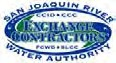 SAN JOAQUIN RIVER
CCID CCC
EXCHANGE
CONTRACTORS
FCWD SLCC
WATER AUTHORITY